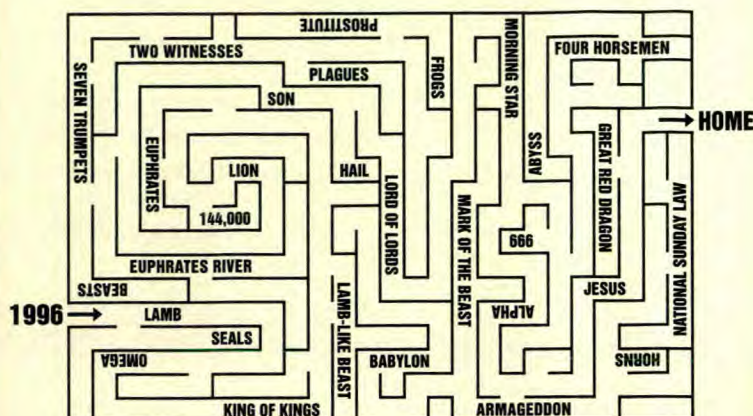 PROSTITUTE
TWO WITNESSES
MORNING STAR
FOUR HORSEMEN
SEVEN TRUMPETS
PLAGUES
FROGS
SON
HOME
EUPHRATES
ABYSS
GREAT RED DRAGON
LION
HAIL
LORD OF LORDS
144,000
MARK OF THE BEAST
666
NATIONAL SUNDAY LAW
EUPHRATES RIVER
BEASTS
LAMB-LIKE BEAST
JESUS
1996
LAMB
ALPHA
SEALS
OMEGA
BABYLON
HORNS
KING OF KINGS
ARMAGEDDON